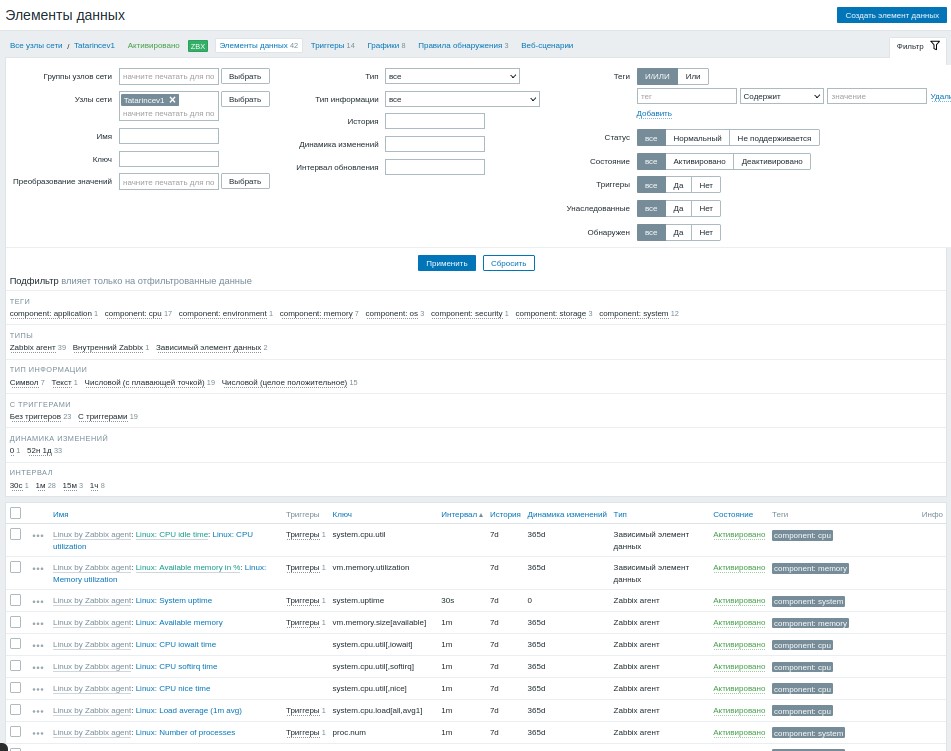 Элементы данных
Создать элемент данных
Все узлы сети / Tatarincev1 Активировано ZBX Элементы данных 42 Триггеры 14 Графики 8 Правила обнаружения 3 Веб-сценарии
Фильтр
Группы узлов сети начните печатать для по Выбрать Тип все Теги И/ИЛИ Или
Узлы сети Tatarincev1 начните печатать для по Выбрать Тип информации все тег Содержит значение
Добавить
Имя История Статус все Нормальный Не поддерживается
Ключ Динамика изменений Состояние все Активировано Деактивировано
Преобразование значений начните печатать для по Выбрать Интервал обновления Триггеры все Да Нет
Унаследованные все Да Нет
Обнаружен все Да Нет
Применить Сбросить
Подфильтр влияет только на отфильтрованные данные
ТЕГИ
component: application 1 component: cpu 17 component: environment 1 component: memory 7 component: os 3 component: security 1 component: storage 3 component: system 12
ТИПЫ
Zabbix агент 39 Внутренний Zabbix 1 Зависимый элемент данных 2
ТИП ИНФОРМАЦИИ
Символ 7 Текст 1 Числовой (с плавающей точкой) 19 Числовой (целое положительное) 15
С ТРИГГЕРАМИ
Без триггеров 23 С триггерами 19
ДИНАМИКА ИЗМЕНЕНИЙ
0 1 52н 1д 33
ИНТЕРВАЛ
30с 1 1м 28 15м 3 1ч 8
Имя Триггеры Ключ Интервал ▲ История Динамика изменений Тип Состояние Теги Инфо
Linux by Zabbix agent: Linux: CPU idle time: Linux: CPU utilization Триггеры 1 system.cpu.util 7d 365d Зависимый элемент данных Активировано component: cpu
Linux by Zabbix agent: Linux: Available memory in %: Linux: Memory utilization Триггеры 1 vm.memory.utilization 7d 365d Зависимый элемент данных Активировано component: memory
Linux by Zabbix agent: Linux: System uptime Триггеры 1 system.uptime 30s 7d 0 Zabbix агент Активировано component: system
Linux by Zabbix agent: Linux: Available memory Триггеры 1 vm.memory.size[available] 1m 7d 365d Zabbix агент Активировано component: memory
Linux by Zabbix agent: Linux: CPU iowait time system.cpu.util[,iowait] 1m 7d 365d Zabbix агент Активировано component: cpu
Linux by Zabbix agent: Linux: CPU softirq time system.cpu.util[,softirq] 1m 7d 365d Zabbix агент Активировано component: cpu
Linux by Zabbix agent: Linux: CPU nice time system.cpu.util[,nice] 1m 7d 365d Zabbix агент Активировано component: cpu
Linux by Zabbix agent: Linux: Load average (1m avg) Триггеры 1 system.cpu.load[all,avg1] 1m 7d 365d Zabbix агент Активировано component: cpu
Linux by Zabbix agent: Linux: Number of processes Триггеры 1 proc.num 1m 7d 365d Zabbix агент Активировано component: system